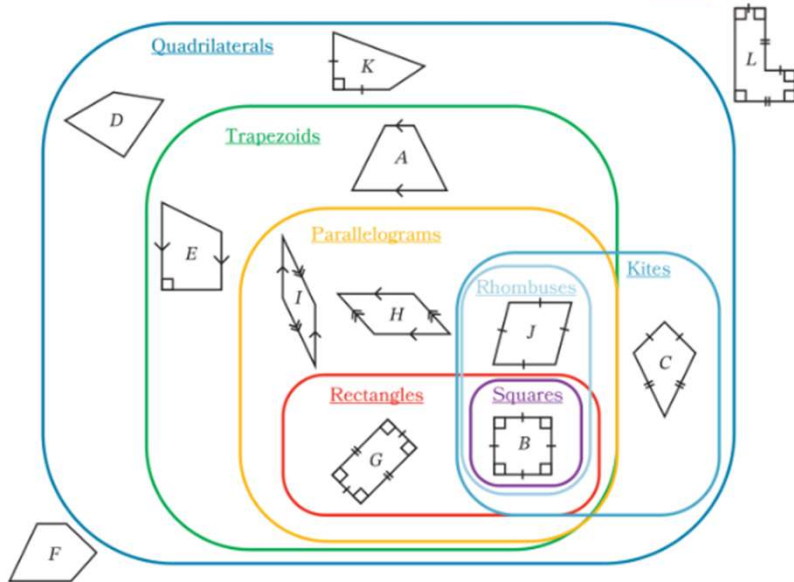 Quadrilaterals
K
L
D
Trapezoids
A
E
Parallelograms
Kites
Rhombuses
I
H
J
C
Rectangles
Squares
G
B
F